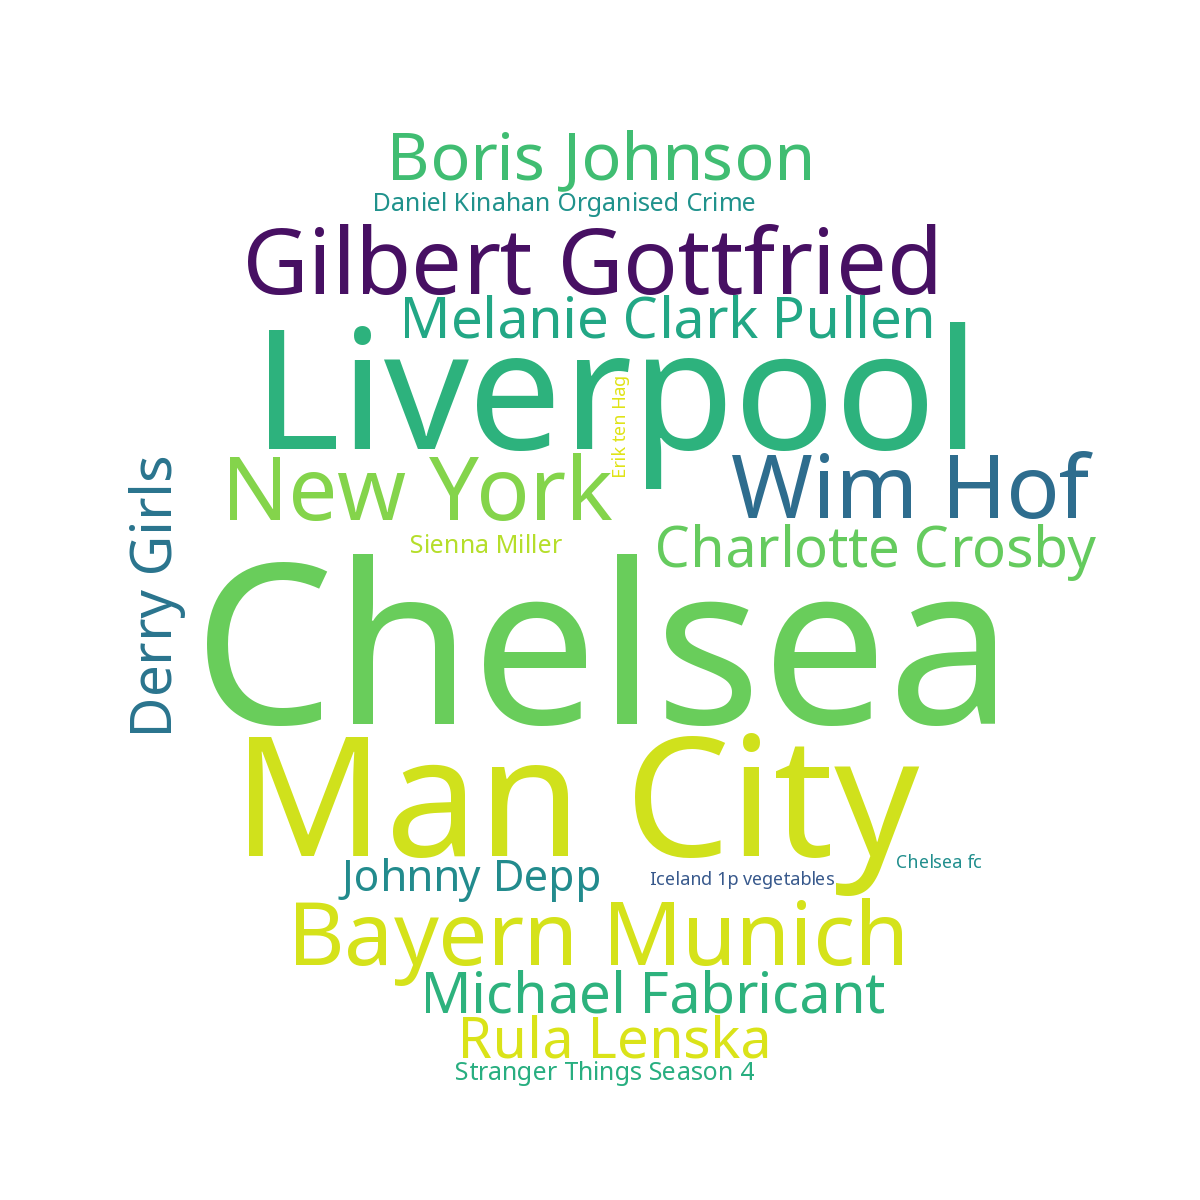 Boris Johnson
Daniel Kinahan Organised Crime
Gilbert Gottfried
Melanie Clark Pullen
Liverpool
Erik ten Hag
New York
Wim Hof
Sienna Miller
Charlotte Crosby
Derry Girls
Chelsea
Man City
Johnny Depp
Iceland 1p vegetables
Chelsea fc
Bayern Munich
Michael Fabricant
Rula Lenska
Stranger Things Season 4